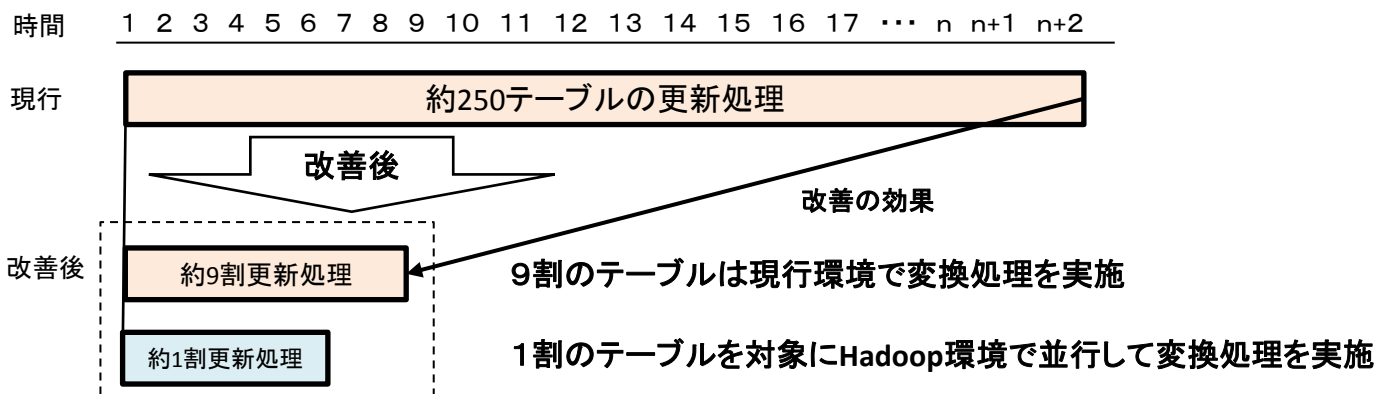 時間 1 2 3 4 5 6 7 8 9 10 11 12 13 14 15 16 17 ・・・ n n+1 n+2
現行 約250テーブルの更新処理
改善後
改善の効果
改善後 約9割更新処理 9割のテーブルは現行環境で変換処理を実施
約1割更新処理 1割のテーブルを対象にHadoop環境で並行して変換処理を実施